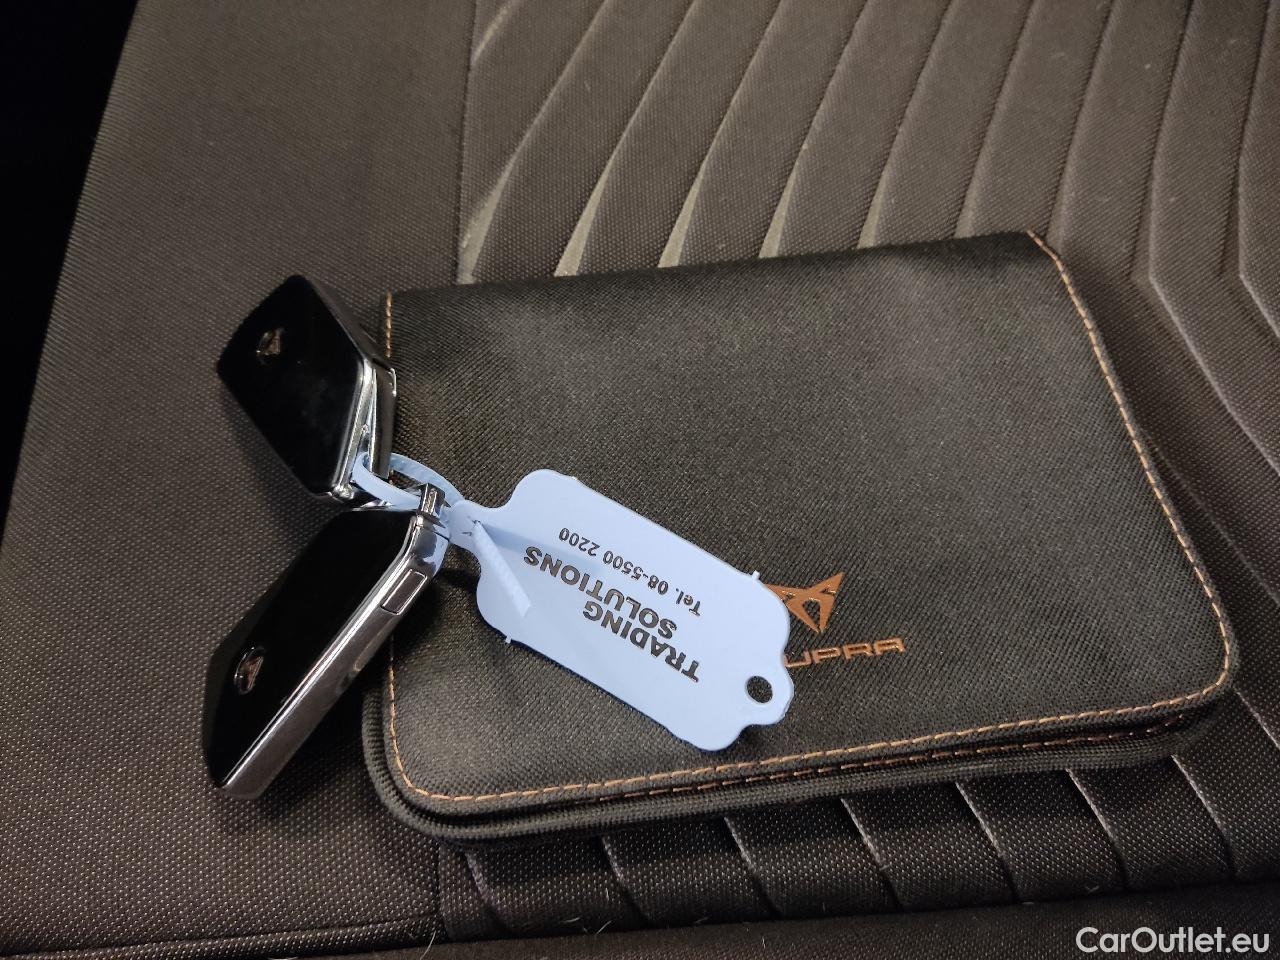 TRADING
SOLUTIONS
Tel. 08-5500 2200
UPRA
CarOutlet.eu